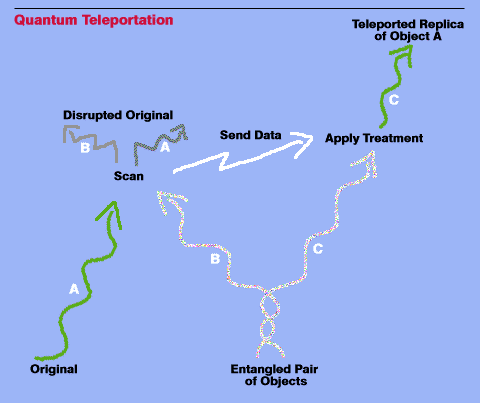 Quantum Teleportation
Teleported Replica
of Object A
C
Disrupted Original
B
A
Send Data
Apply Treatment
Scan
B
C
A
Original
Entangled Pair
of Objects